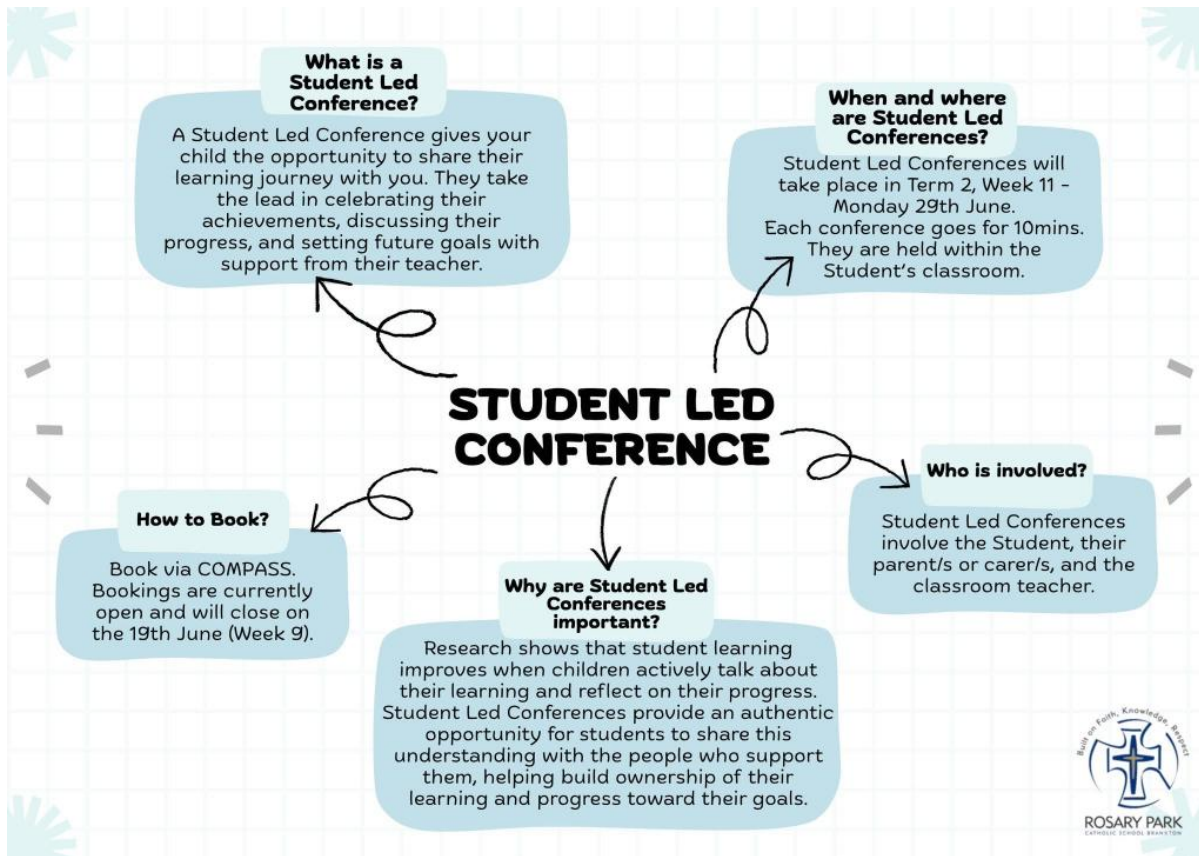 What is a
Student Led
Conference?
A Student Led Conference gives your
child the opportunity to share their
learning journey with you. They take
the lead in celebrating their
achievements, discussing their
progress, and setting future goals with
support from their teacher.
When and where
are Student Led
Conferences?
Student Led Conferences will
take place in Term 2, Week 11 -
Monday 29th June.
Each conference goes for 10mins.
They are held within the
Student's classroom.
STUDENT LED
CONFERENCE
How to Book?
Book via COMPASS.
Bookings are currently
open and will close on
the 19th June (Week 9).
Why are Student Led
Conferences
important?
Research shows that student learning
improves when children actively talk about
their learning and reflect on their progress.
Student Led Conferences provide an authentic
opportunity for students to share this
understanding with the people who support
them, helping build ownership of their
learning and progress toward their goals.
Who is involved?
Student Led Conferences
involve the Student, their
parent/s or carer/s, and the
classroom teacher.
Built on Faith, Knowledge, Respect
ROSARY PARK
CATHOLIC SCHOOL BRANXTON